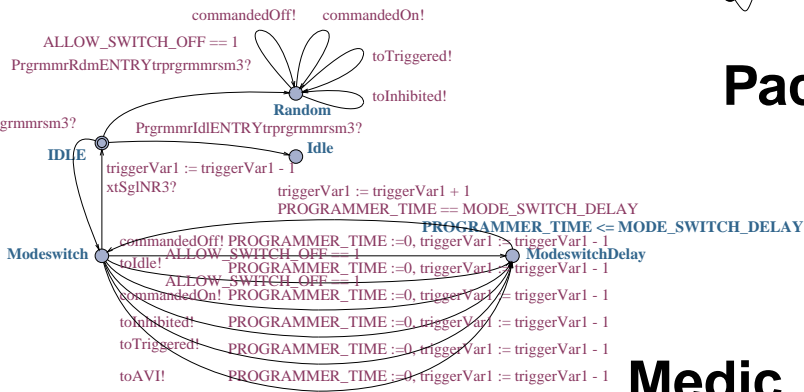 commandedOff! commandedOn!
ALLOW_SWITCH_OFF == 1
toTriggered!
PrgrmmrRdmENTRYtrprgrmmrsm3?
toInhibited!
Random
grmmrsm3?
PrgrmmrIdlENTRYtrprgrmmrsm3?
IDLE
Idle
triggerVar1 := triggerVar1 - 1
xtSglNR3?
triggerVar1 := triggerVar1 + 1
PROGRAMMER_TIME == MODE_SWITCH_DELAY
PROGRAMMER_TIME <= MODE_SWITCH_DELAY
commandedOff! PROGRAMMER_TIME :=0, triggerVar1 := triggerVar1 - 1
Modeswitch ALLOW_SWITCH_OFF == 1 ModeswitchDelay
toIdle! PROGRAMMER_TIME :=0, triggerVar1 := triggerVar1 - 1
ALLOW_SWITCH_OFF == 1
commandedOn! PROGRAMMER_TIME :=0, triggerVar1 := triggerVar1 - 1
toInhibited! PROGRAMMER_TIME :=0, triggerVar1 := triggerVar1 - 1
toTriggered! PROGRAMMER_TIME :=0, triggerVar1 := triggerVar1 - 1
toAVI! PROGRAMMER_TIME :=0, triggerVar1 := triggerVar1 - 1
Pac
Medic